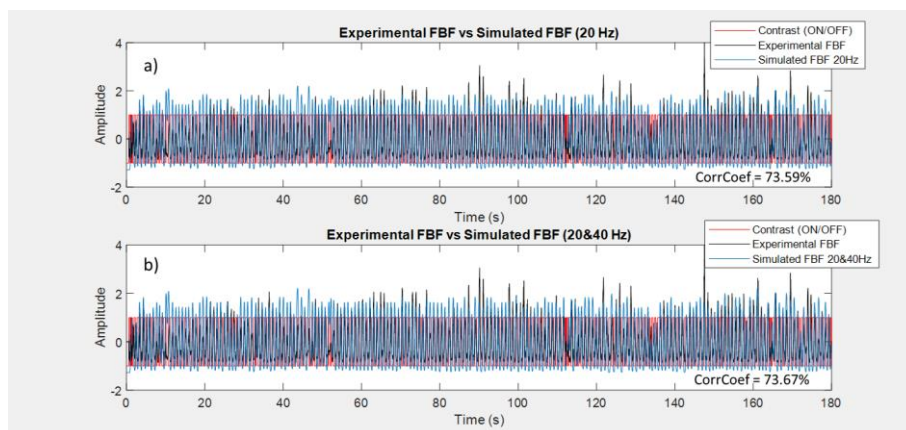 Experimental FBF vs Simulated FBF (20 Hz)
Contrast (ON/OFF)
Experimental FBF
Simulated FBF 20Hz
a)
4
2
0
-2
Amplitude
CorrCoef = 73.59%
0 20 40 60 80 100 120 140 160 180
Time (s)
Experimental FBF vs Simulated FBF (20&40 Hz)
Contrast (ON/OFF)
Experimental FBF
Simulated FBF 20&40Hz
b)
4
2
0
-2
Amplitude
CorrCoef = 73.67%
0 20 40 60 80 100 120 140 160 180
Time (s)